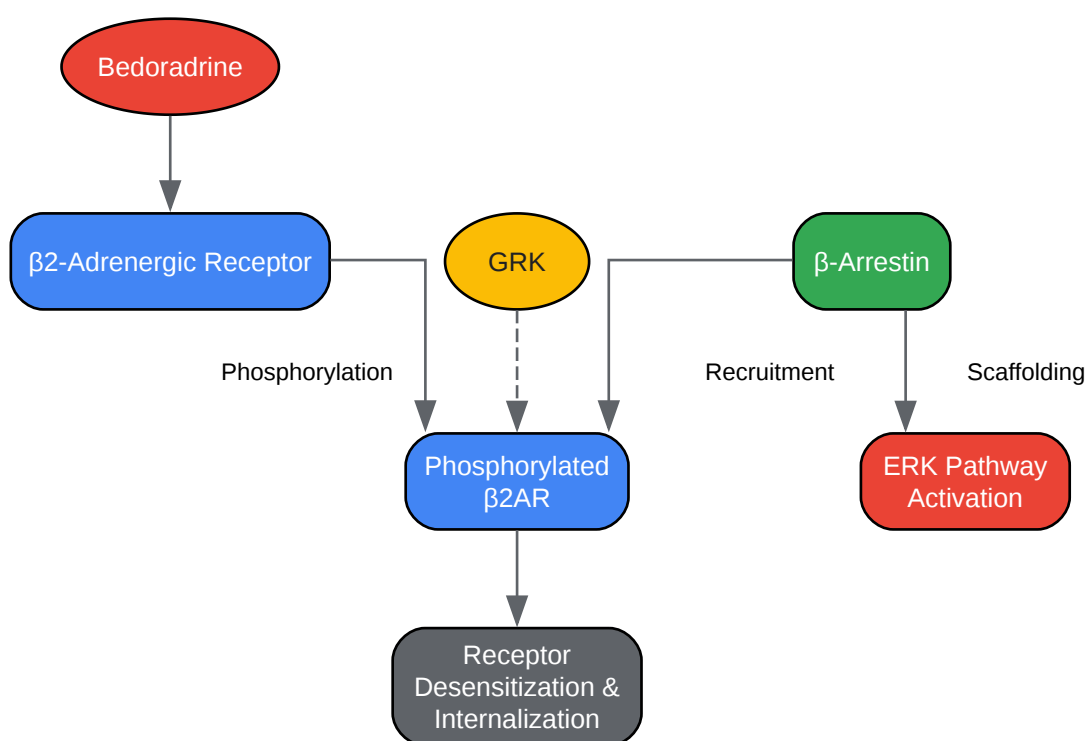 Bedoradrine
β2-Adrenergic Receptor
GRK
β-Arrestin
Phosphorylation
Recruitment
Scaffolding
Phosphorylated
β2AR
ERK Pathway
Activation
Receptor
Desensitization &
Internalization